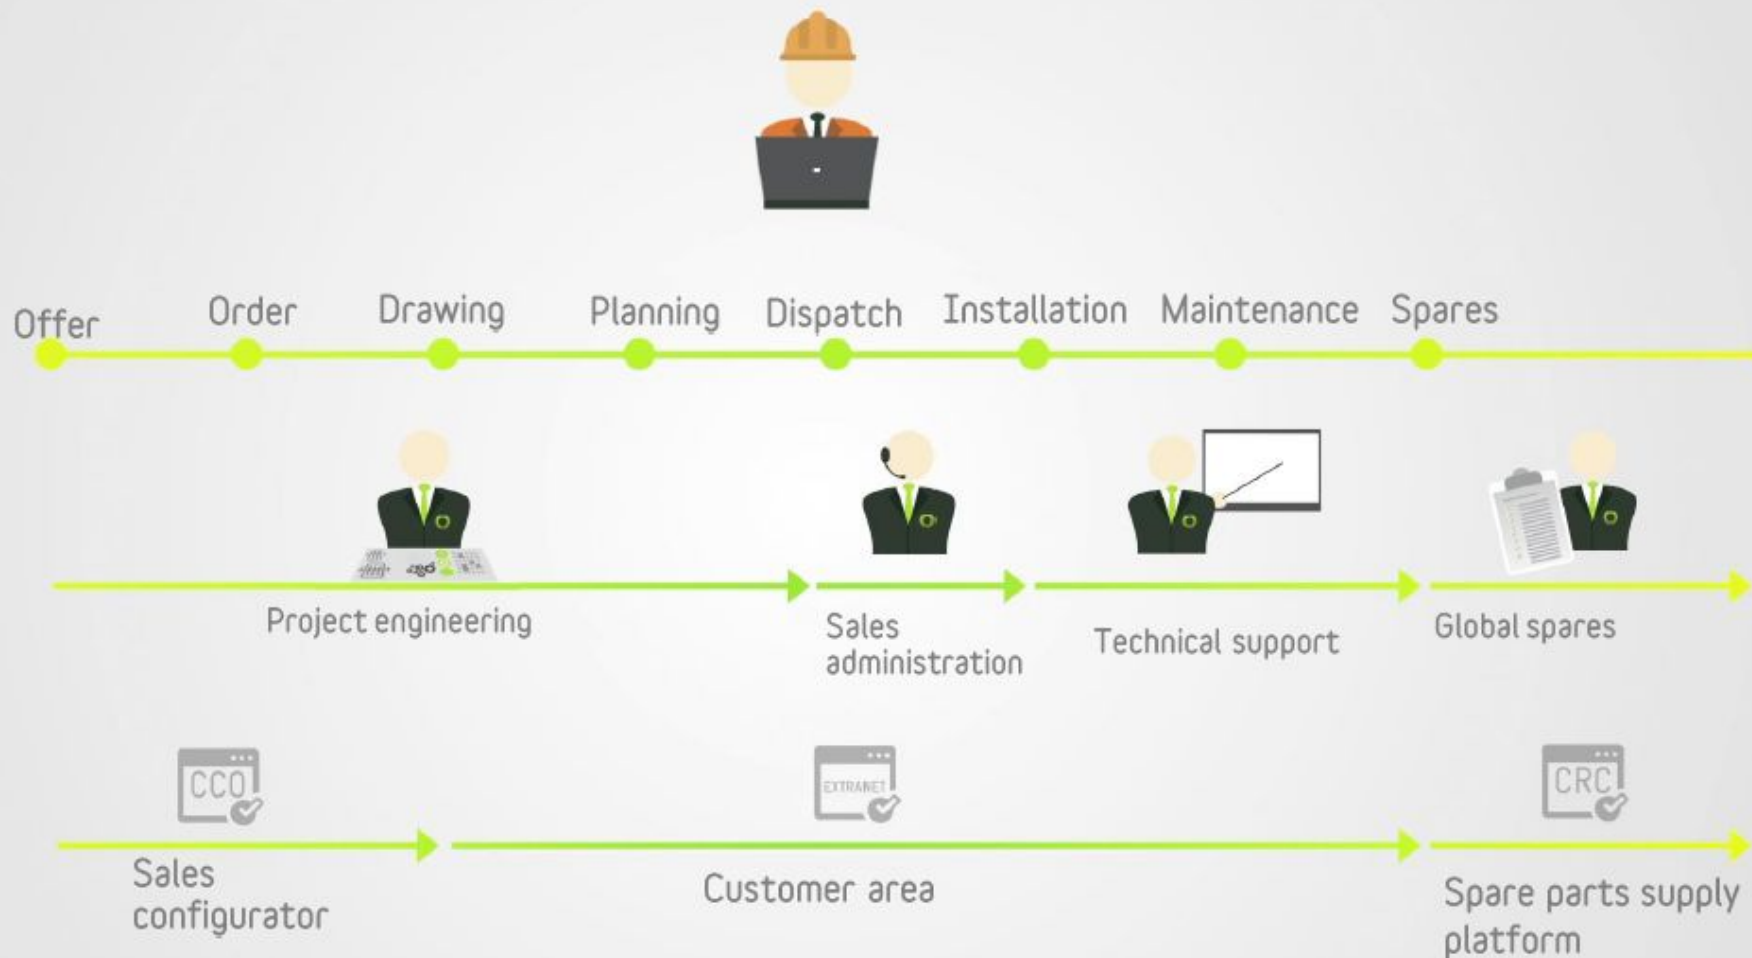 Offer
Order
Drawing
Planning
Dispatch
Installation
Maintenance
Spares
Project engineering
Sales
administration
Technical support
Global spares
CCO
EXTRANET
CRC
Sales
configurator
Customer area
Spare parts supply
platform